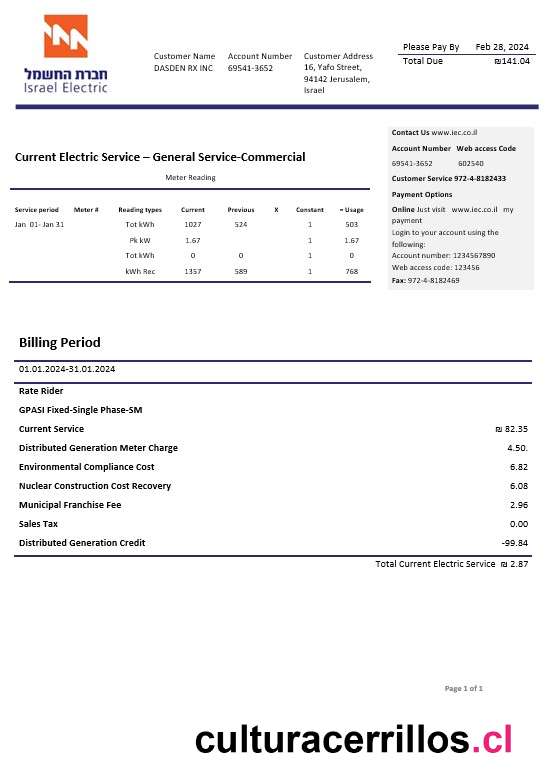 חברת החשמל
Israel Electric
Customer Name Account Number Customer Address
DASDEN RX INC 69541-3652 16, Yafo Street,
94142 Jerusalem,
Israel
Please Pay By Feb 28, 2024
Total Due ₪141.04
Current Electric Service – General Service-Commercial
Meter Reading
Service period Meter # Reading types Current Previous X Constant = Usage
Jan 01- Jan 31 Tot kWh 1027 524 1 503
Pk kW 1.67 1 1.67
Tot kWh 0 0 1 0
kWh Rec 1357 589 1 768
Contact Us www.iec.co.il
Account Number Web access Code
69541-3652 602540
Customer Service 972-4-8182433
Payment Options
Online Just visit www.iec.co.il my
payment
Login to your account using the
following:
Account number: 1234567890
Web access code: 123456
Fax: 972-4-8182469
Billing Period
01.01.2024-31.01.2024
Rate Rider
GPASI Fixed-Single Phase-SM
Current Service ₪ 82.35
Distributed Generation Meter Charge 4.50.
Environmental Compliance Cost 6.82
Nuclear Construction Cost Recovery 6.08
Municipal Franchise Fee 2.96
Sales Tax 0.00
Distributed Generation Credit -99.84
Total Current Electric Service ₪ 2.87
Page 1 of 1
culturacerrillos.cl